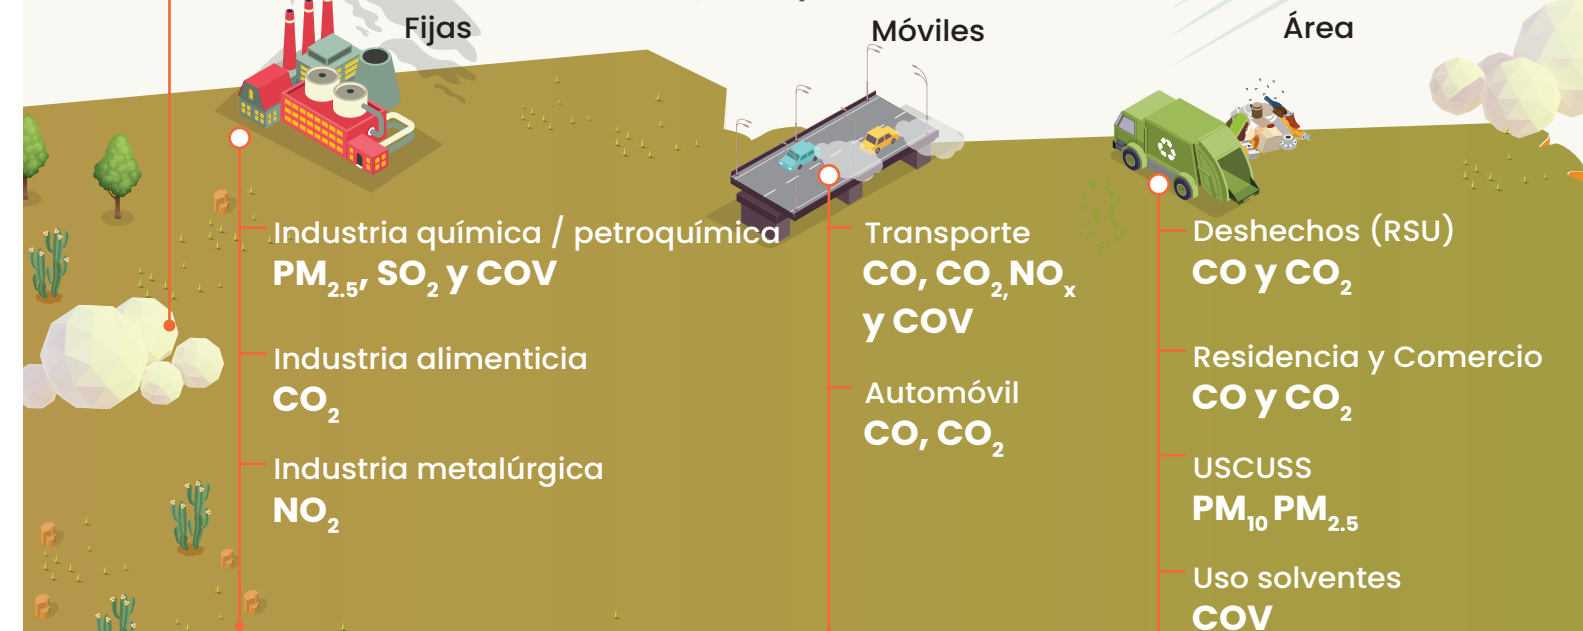 Fijas
Industria química / petroquímica
PM2.5, SO2 y COV
Industria alimenticia
CO2
Industria metalúrgica
NO2
Móviles
Transporte
CO, CO2, NOx
y COV
Automóvil
CO, CO2
Área
Deshechos (RSU)
CO y CO2
Residencia y Comercio
CO y CO2
USCUSS
PM10 PM2.5
Uso solventes
COV